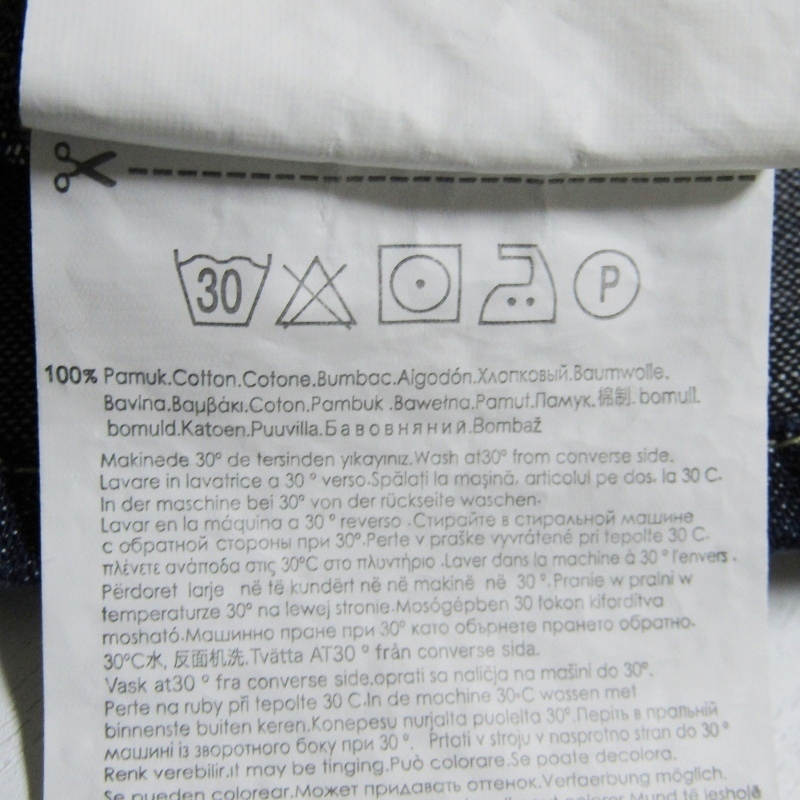 30 P
100% Pamuk.Cotton.Cotone.Bumbac.Algodón.Хлопковый.Baumwolle.
Bavlna.Βαμβάκι.Coton.Pambuk .Bawełna.Pamut.Памук.棉制. bomull.
bomuld.Katoen.Puuvilla.Бавовняний.Bombaž
Makinede 30° de tersinden yıkayınız.Wash at30° from converse side.
Lavare in lavatrice a 30 ° verso.Spălați la mașină, articolul pe dos, la 30 C.
In der maschine bei 30° von der rückseite waschen.
Lavar en la máquina a 30 ° reverso .Стирайте в стиральной машине
с обратной стороны при 30°.Perte v praške vyvrátené pri tepolte 30 C.
πλένετε ανάποδα στις 30°C στο πλυντήριο .Laver dans la machine à 30 ° l'envers .
Përdoret larje në të kundërt në në makinë në 30 °.Pranie w pralni w
temperaturze 30° na lewej stronie.Mosógépben 30 fokon kifordítva
mosható.Машинно пране при 30° като обърнете прането обратно.
30°C水, 反面机洗.Tvätta AT30 ° från converse sida.
Vask at30 ° fra converse side.oprati sa naličja na mašini do 30°.
Perte na ruby při tepolte 30 C.In de machine 30°C wassen met
binnenste buiten keren.Konepesu nurjalta puolelta 30°.Періть в пральній
машині із зворотного боку при 30 °. Prtati v stroju v nasprotno stran do 30 °
Renk verebilir.ıt may be tinging.Può colorare.Se poate decolora.
Se pueden colorear.Может придавать оттенок.Verfaerbung möglich.